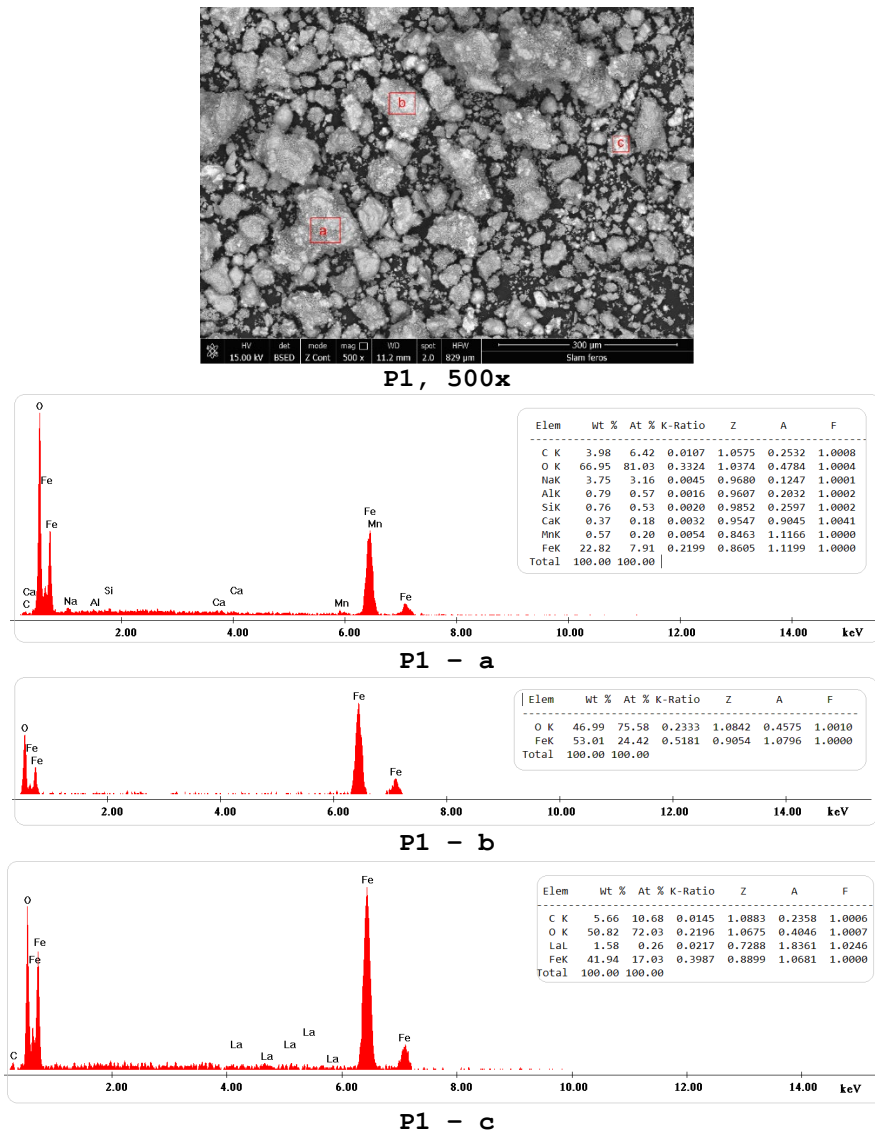 b
c
a
HV det mode mag □ WD spot HFW 300 µm
15.00 kV BSED Z Cont 500 x 11.2 mm 2.0 829 µm Slam feros
P1, 500x
O
Fe
Fe
Ca
C
Na
Al
Si
Ca
Ca
Mn
Fe
Mn
Fe
Elem Wt % At % K-Ratio Z A F
C K 3.98 6.42 0.0107 1.0575 0.2532 1.0008
O K 66.95 81.03 0.3324 1.0374 0.4784 1.0004
NaK 3.75 3.16 0.0045 0.9680 0.1247 1.0001
AlK 0.79 0.57 0.0016 0.9607 0.2032 1.0002
SiK 0.76 0.53 0.0020 0.9852 0.2597 1.0002
CaK 0.37 0.18 0.0032 0.9547 0.9045 1.0041
MnK 0.57 0.20 0.0054 0.8463 1.1166 1.0000
FeK 22.82 7.91 0.2199 0.8605 1.1199 1.0000
Total 100.00 100.00
2.00 4.00 6.00 8.00 10.00 12.00 14.00 keV
P1 – a
O
Fe
Fe
Fe
Fe
Elem Wt % At % K-Ratio Z A F
O K 46.99 75.58 0.2333 1.0842 0.4575 1.0010
FeK 53.01 24.42 0.5181 0.9054 1.0796 1.0000
Total 100.00 100.00
2.00 4.00 6.00 8.00 10.00 12.00 14.00 keV
P1 – b
O
Fe
Fe
C
La
La
La
La
La
Fe
Fe
Elem Wt % At % K-Ratio Z A F
C K 5.66 10.68 0.0145 1.0883 0.2358 1.0006
O K 50.82 72.03 0.2196 1.0675 0.4046 1.0007
LaL 1.58 0.26 0.0217 0.7288 1.8361 1.0246
FeK 41.94 17.03 0.3987 0.8899 1.0681 1.0000
Total 100.00 100.00
2.00 4.00 6.00 8.00 10.00 12.00 14.00 keV
P1 – c